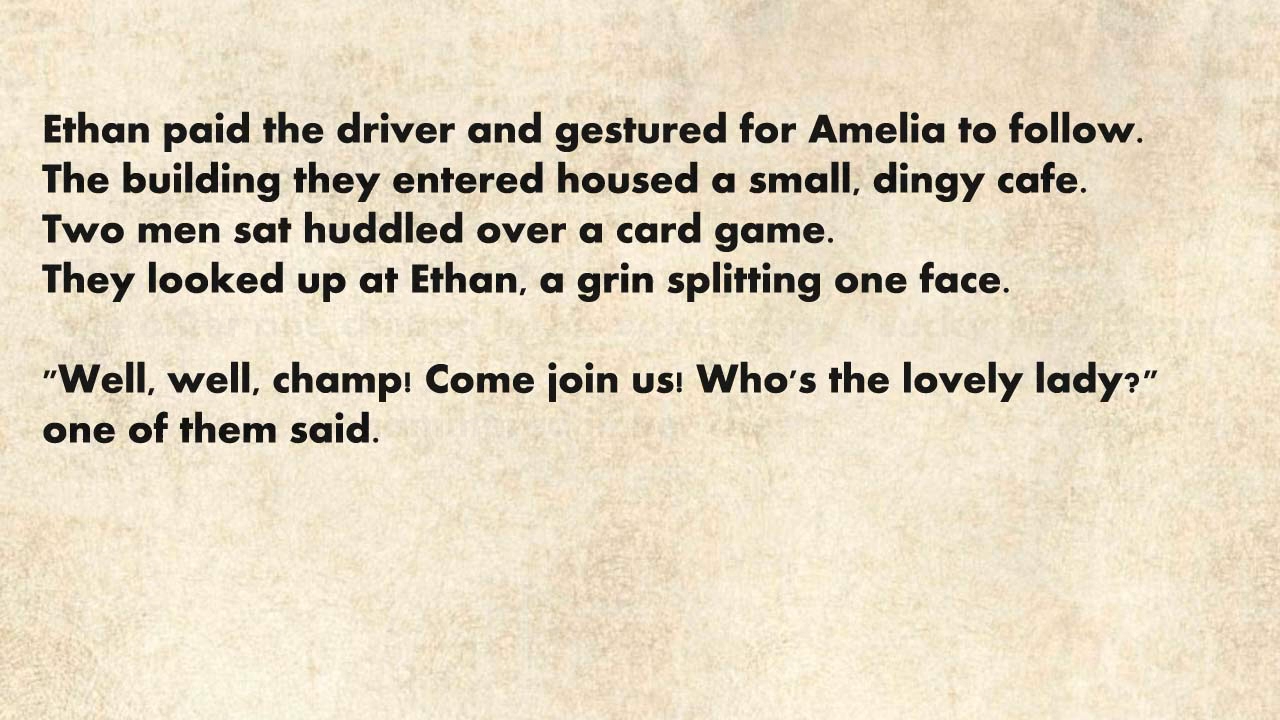 Ethan paid the driver and gestured for Amelia to follow.
The building they entered housed a small, dingy cafe.
Two men sat huddled over a card game.
They looked up at Ethan, a grin splitting one face.
"Well, well, champ! Come join us! Who's the lovely lady?"
one of them said.